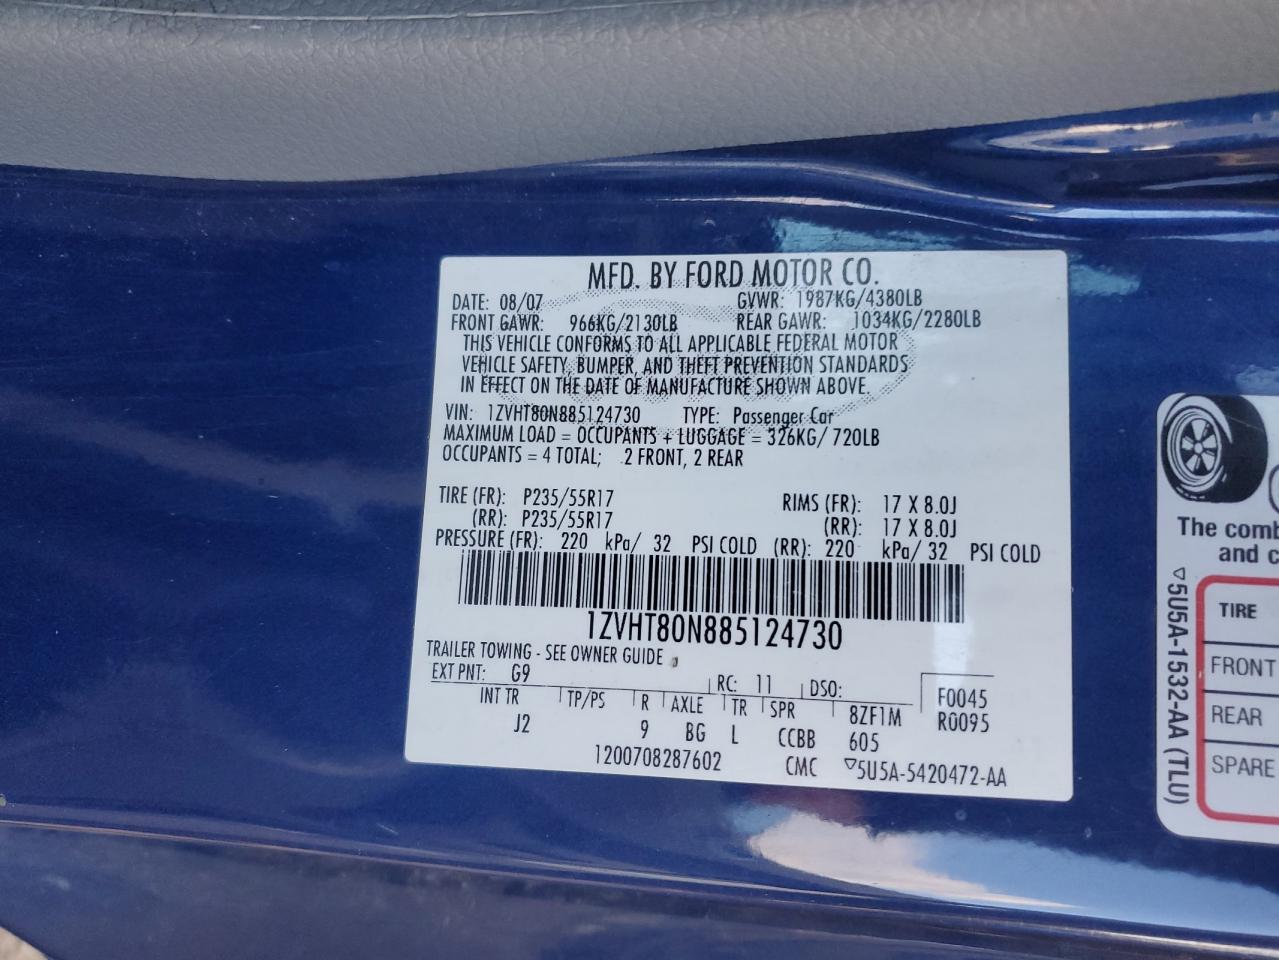 MFD. BY FORD MOTOR CO.
DATE: 08/07 GVWR: 1987KG/4380LB
FRONT GAWR: 966KG/2130LB REAR GAWR: 1034KG/2280LB
THIS VEHICLE CONFORMS TO ALL APPLICABLE FEDERAL MOTOR
VEHICLE SAFETY, BUMPER, AND THEFT PREVENTION STANDARDS
IN EFFECT ON THE DATE OF MANUFACTURE SHOWN ABOVE.
VIN: 1ZVHT80N885124730 TYPE: Passenger Car
MAXIMUM LOAD = OCCUPANTS + LUGGAGE = 326KG/ 720LB
OCCUPANTS = 4 TOTAL; 2 FRONT, 2 REAR
TIRE (FR): P235/55R17 RIMS (FR): 17 X 8.0J
(RR): P235/55R17 (RR): 17 X 8.0J
PRESSURE (FR): 220 kPa/ 32 PSI COLD (RR): 220 kPa/ 32 PSI COLD
1ZVHT80N885124730
TRAILER TOWING - SEE OWNER GUIDE
EXT PNT: G9 RC: 11 DSO: F0045
INT TR TP/PS R AXLE TR SPR 8ZF1M R0095
J2 9 BG L CCBB 605
1200708287602 CMC ▽5U5A-5420472-AA
The comb
and c
▽5U5A-1532-AA (TLU)
TIRE
FRONT
REAR
SPARE